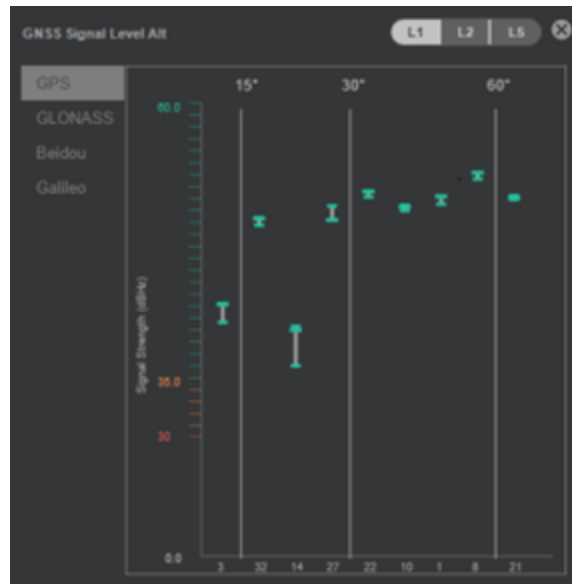 GNSS Signal Level Alt
L1 L2 L5
GPS
GLONASS
Beidou
Galileo
15° 30° 60°
60.0
Signal Strength (dBHz)
35.0
30
0.0
3 32 14 27 22 10 1 8 21